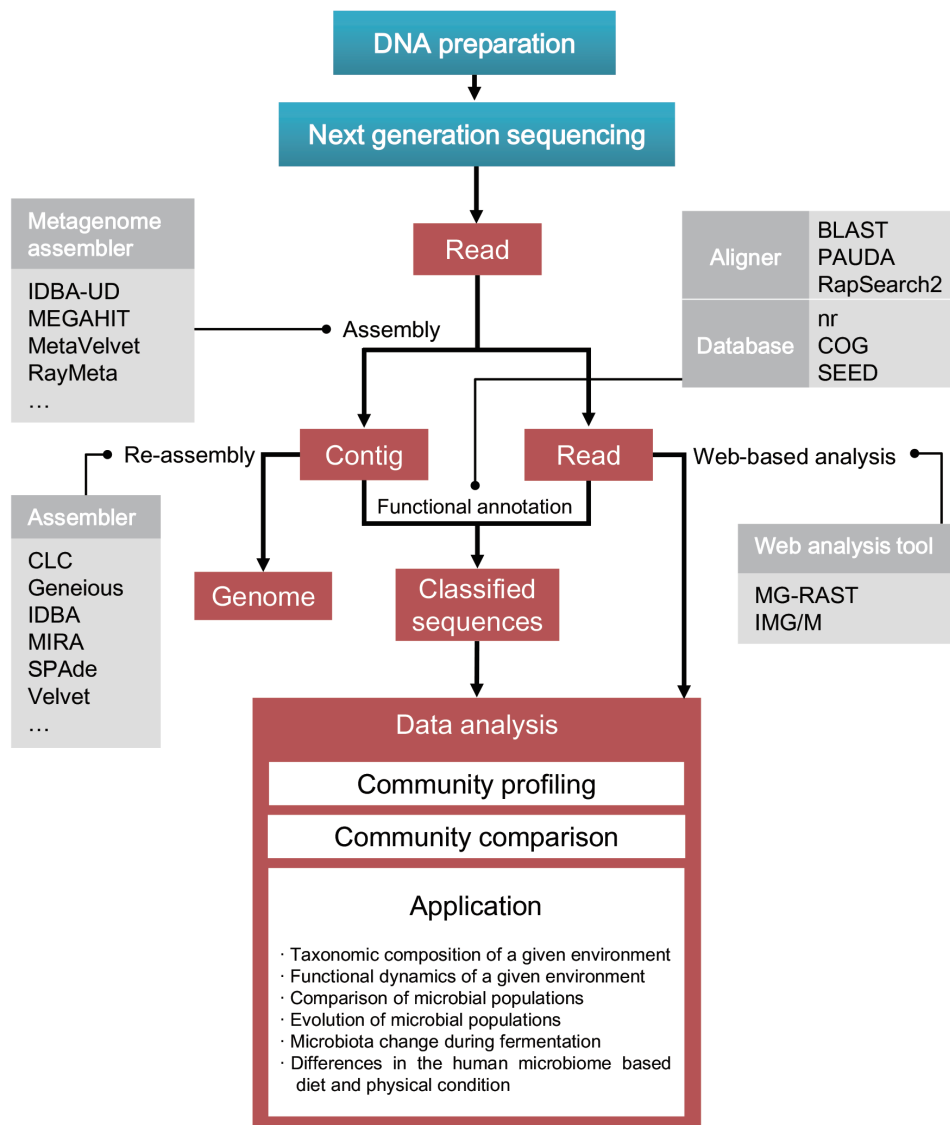 DNA preparation
Next generation sequencing
Read
Metagenome
assembler
IDBA-UD
MEGAHIT
MetaVelvet
RayMeta
…
Assembly
Aligner
BLAST
PAUDA
RapSearch2
Database
nr
COG
SEED
Re-assembly
Contig
Read
Web-based analysis
Functional annotation
Assembler
CLC
Geneious
IDBA
MIRA
SPAde
Velvet
…
Genome
Classified
sequences
Web analysis tool
MG-RAST
IMG/M
Data analysis
Community profiling
Community comparison
Application
· Taxonomic composition of a given environment
· Functional dynamics of a given environment
· Comparison of microbial populations
· Evolution of microbial populations
· Microbiota change during fermentation
· Differences in the human microbiome based
diet and physical condition